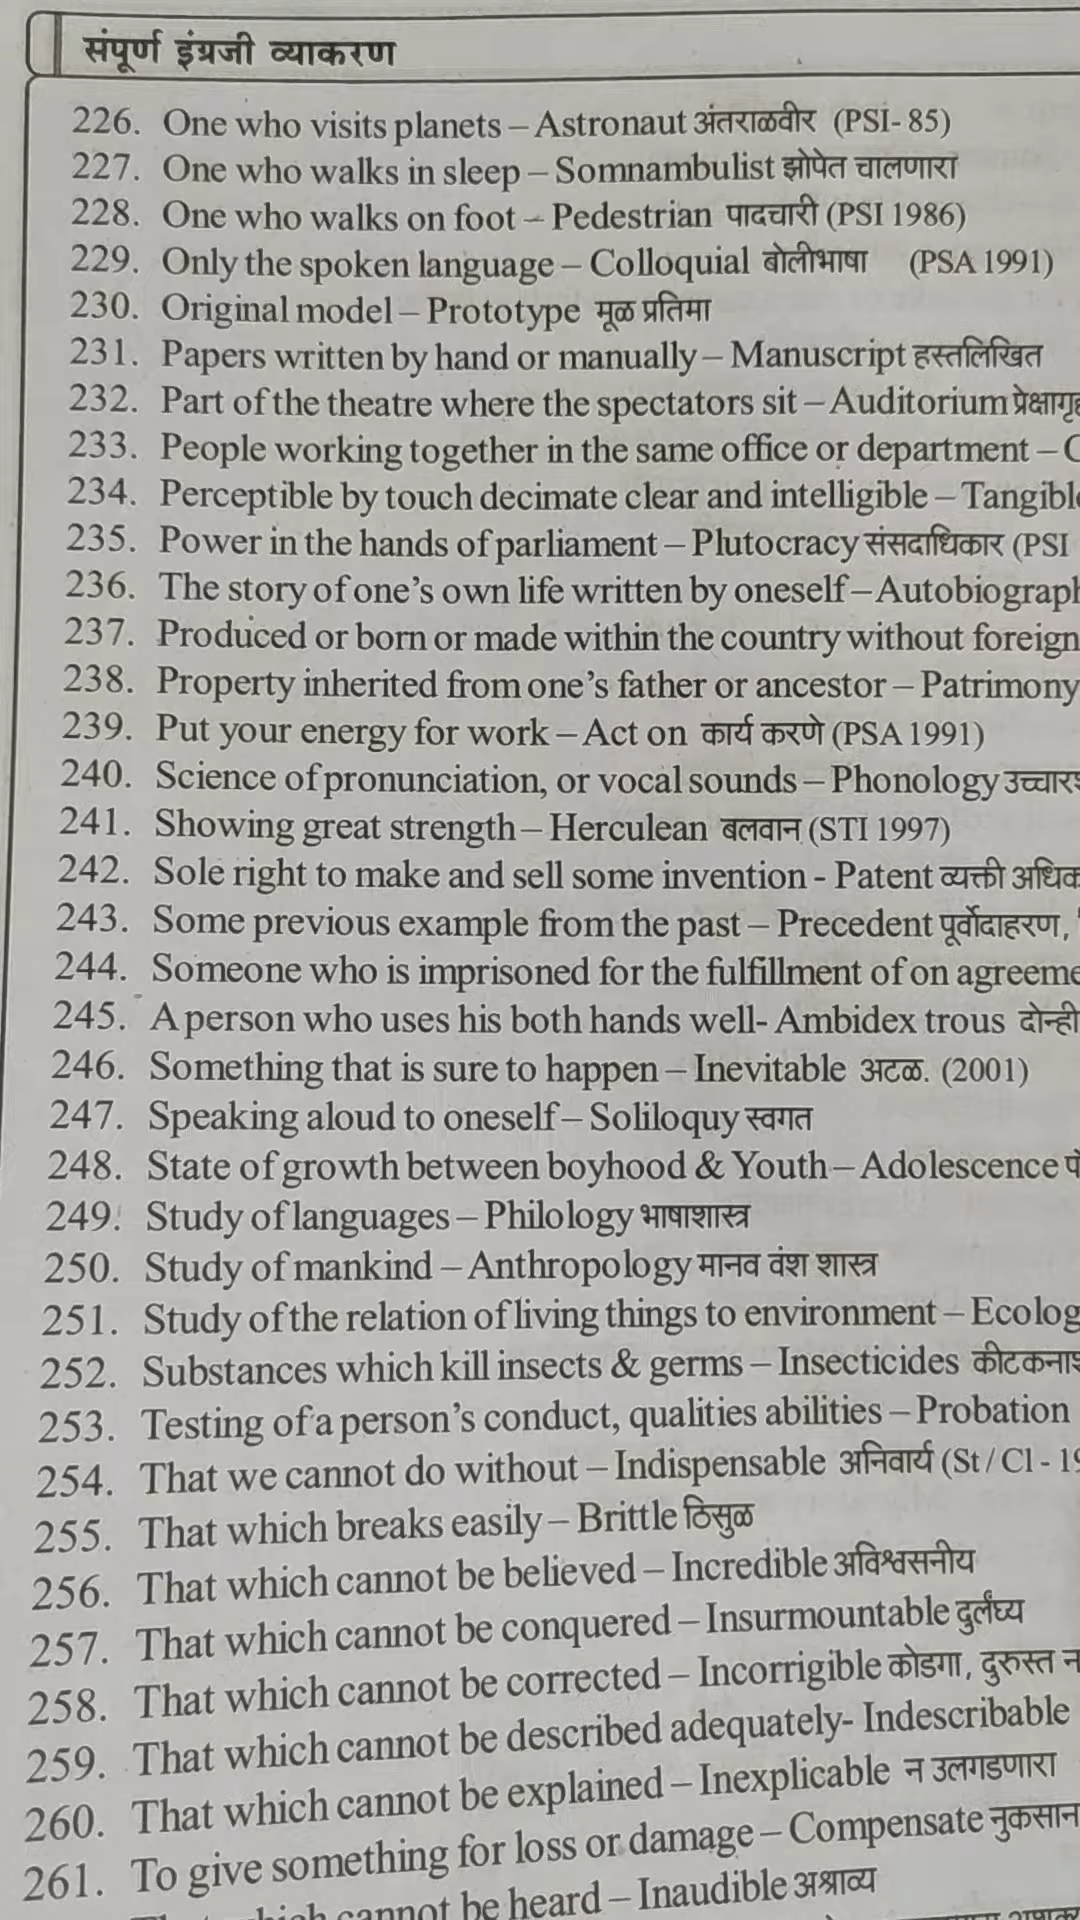 संपूर्ण इंग्रजी व्याकरण
226. One who visits planets – Astronaut अंतराळवीर (PSI- 85)
227. One who walks in sleep – Somnambulist झोपेत चालणारा
228. One who walks on foot – Pedestrian पादचारी (PSI 1986)
229. Only the spoken language – Colloquial बोलीभाषा (PSA 1991)
230. Original model – Prototype मूळ प्रतिमा
231. Papers written by hand or manually – Manuscript हस्तलिखित
232. Part of the theatre where the spectators sit – Auditorium
233. People working together in the same office or department –
234. Perceptible by touch decimate clear and intelligible –
235. Power in the hands of parliament – Plutocracy संसदाधिकार (PSI
236. The story of one's own life written by oneself –
237. Produced or born or made within the country without foreign
238. Property inherited from one's father or ancestor – Patrimony
239. Put your energy for work – Act on कार्य करणे (PSA 1991)
240. Science of pronunciation, or vocal sounds – Phonology
241. Showing great strength – Herculean बलवान (STI 1997)
242. Sole right to make and sell some invention - Patent व्यक्ती
243. Some previous example from the past – Precedent पूर्वोदाहरण,
244. Someone who is imprisoned for the fulfillment of on
245. A person who uses his both hands well- Ambidex trous दोन्ही
246. Something that is sure to happen – Inevitable अटळ. (2001)
247. Speaking aloud to oneself – Soliloquy स्वगत
248. State of growth between boyhood & Youth – Adolescence
249. Study of languages – Philology भाषाशास्त्र
250. Study of mankind – Anthropology मानव वंश शास्त्र
251. Study of the relation of living things to environment –
252. Substances which kill insects & germs – Insecticides
253. Testing of a person's conduct, qualities abilities – Probation
254. That we cannot do without – Indispensable अनिवार्य (St / Cl -
255. That which breaks easily – Brittle ठिसुळ
256. That which cannot be believed – Incredible अविश्वसनीय
257. That which cannot be conquered – Insurmountable दुर्लंघ्य
258. That which cannot be corrected – Incorrigible कोडगा, दुरुस्त
259. That which cannot be described adequately- Indescribable
260. That which cannot be explained – Inexplicable न उलगडणारा
261. To give something for loss or damage – Compensate नुकसान
cannot be heard – Inaudible अश्राव्य